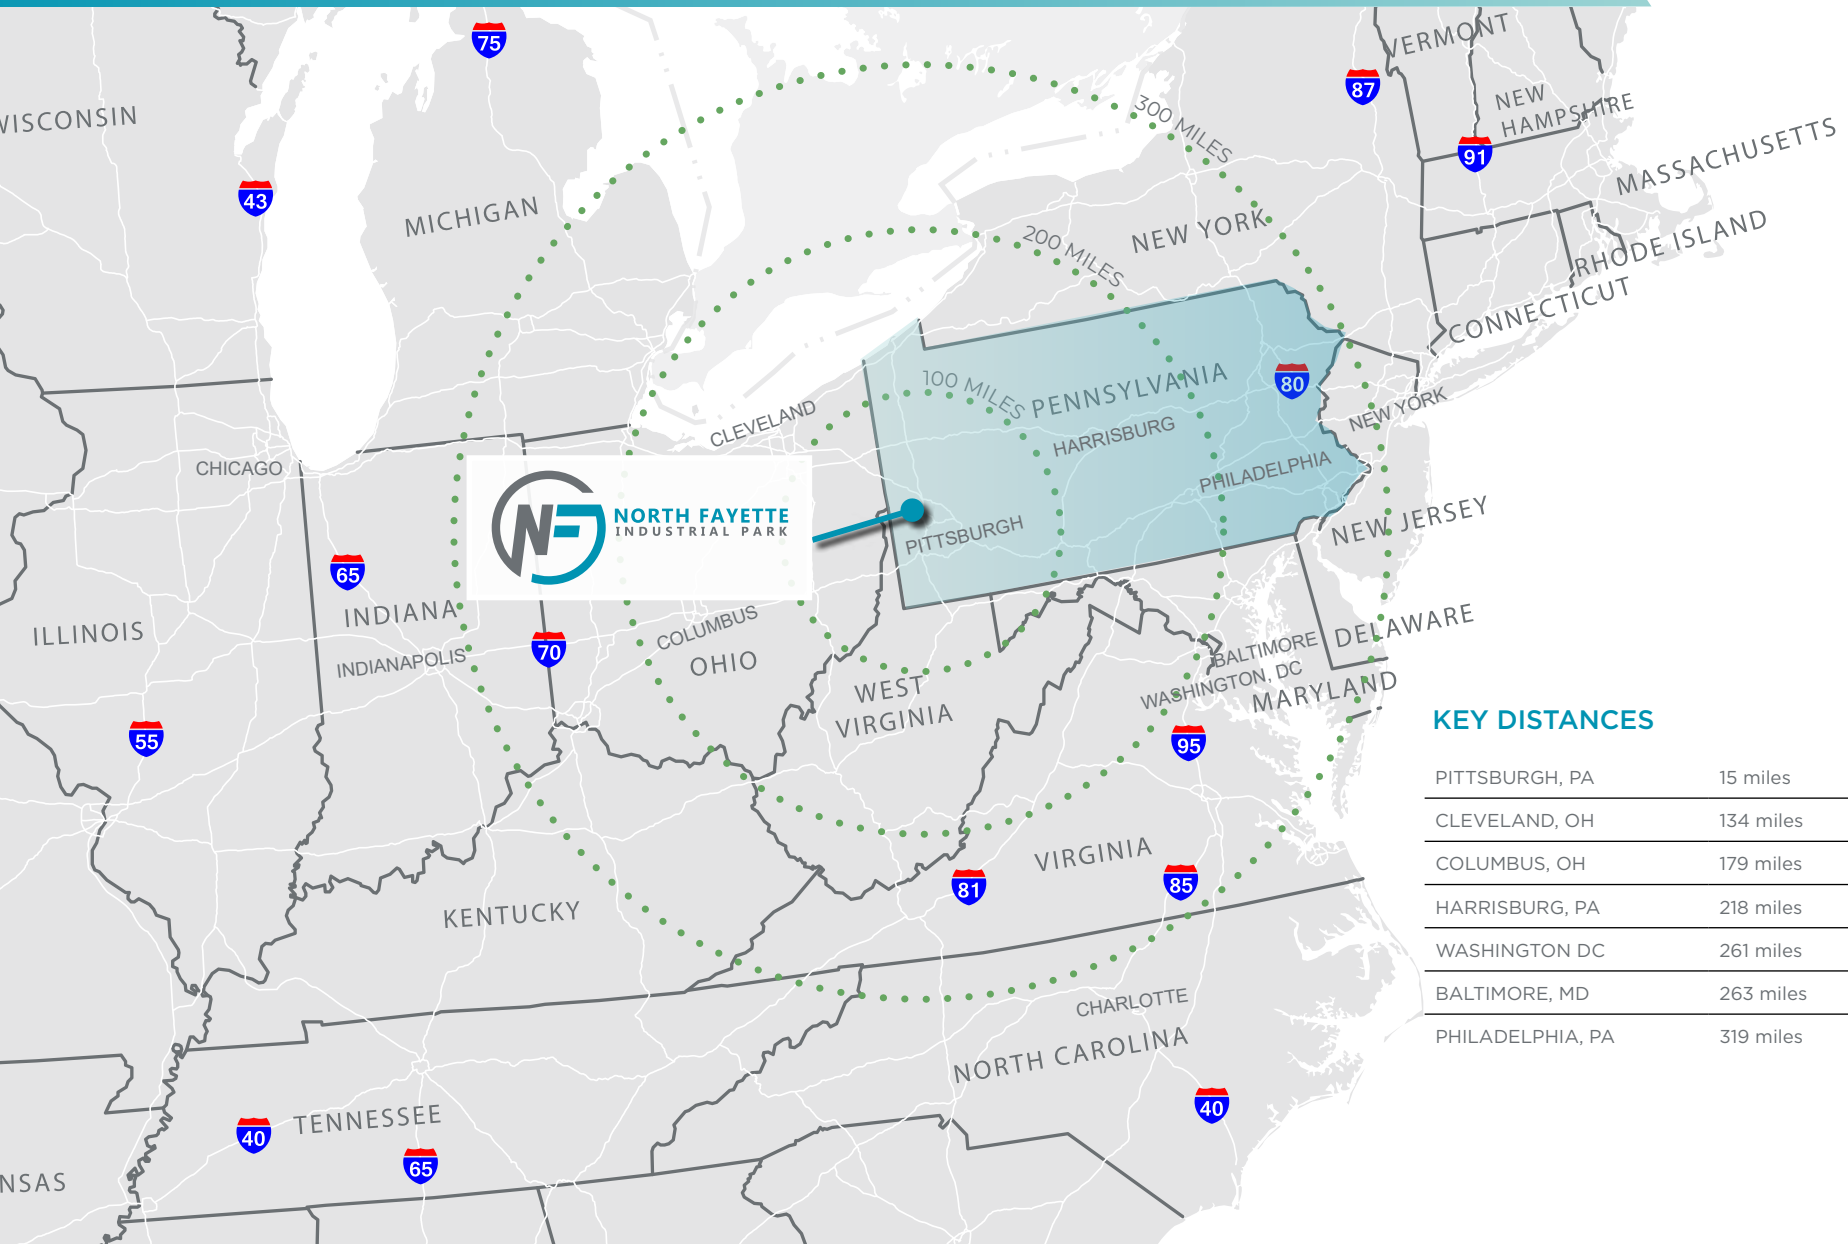 75
VERMONT
87
300 MILES
NEW
HAMPSHIRE
WISCONSIN
91
MASSACHUSETTS
43
MICHIGAN
200 MILES
NEW YORK
RHODE ISLAND
CONNECTICUT
100 MILES
PENNSYLVANIA
80
NEW YORK
CLEVELAND
HARRISBURG
CHICAGO
PHILADELPHIA
NF
NORTH FAYETTE
INDUSTRIAL PARK
PITTSBURGH
NEW JERSEY
65
INDIANA
ILLINOIS
COLUMBUS
DELAWARE
70
BALTIMORE
INDIANAPOLIS
OHIO
WASHINGTON, DC
WEST
VIRGINIA
MARYLAND
55
95
VIRGINIA
81
85
KENTUCKY
CHARLOTTE
NORTH CAROLINA
40
TENNESSEE
40
65
NSAS
KEY DISTANCES
PITTSBURGH, PA 15 miles
CLEVELAND, OH 134 miles
COLUMBUS, OH 179 miles
HARRISBURG, PA 218 miles
WASHINGTON DC 261 miles
BALTIMORE, MD 263 miles
PHILADELPHIA, PA 319 miles